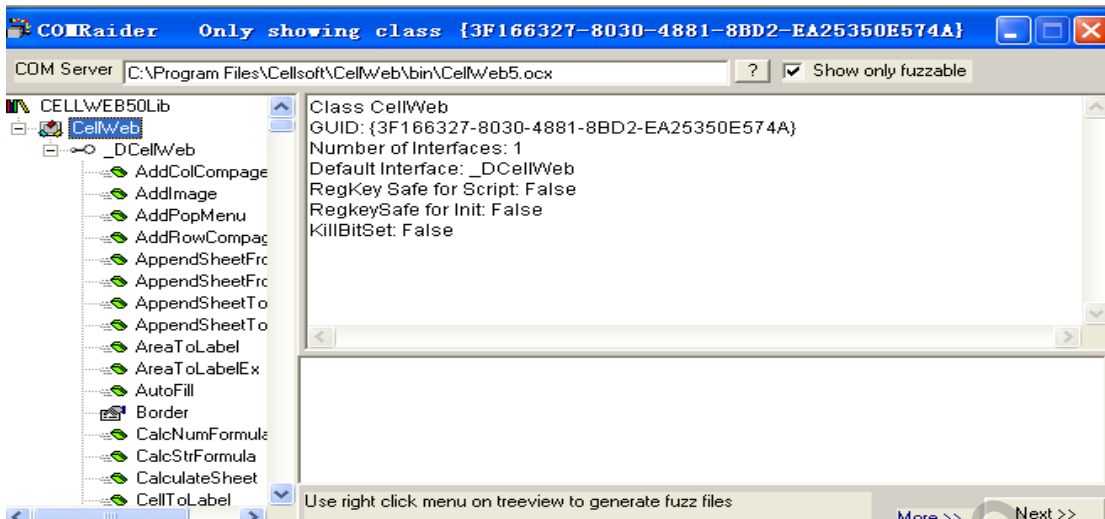 COMRaider Only showing class {3F166327-8030-4881-8BD2-EA25350E574A}
COM Server C:\Program Files\Cellsoft\CellWeb\bin\CellWeb5.ocx ? Show only fuzzable
CELLWEB50Lib
CellWeb
_DCellWeb
AddColCompage
AddImage
AddPopMenu
AddRowCompag
AppendSheetFro
AppendSheetFro
AppendSheetTo
AppendSheetTo
AreaToLabel
AreaToLabelEx
AutoFill
Border
CalcNumFormula
CalcStrFormula
CalculateSheet
CellToLabel
Class CellWeb
GUID: {3F166327-8030-4881-8BD2-EA25350E574A}
Number of Interfaces: 1
Default Interface: _DCellWeb
RegKey Safe for Script: False
RegkeySafe for Init: False
KillBitSet: False
Use right click menu on treeview to generate fuzz files
More >> Next >>